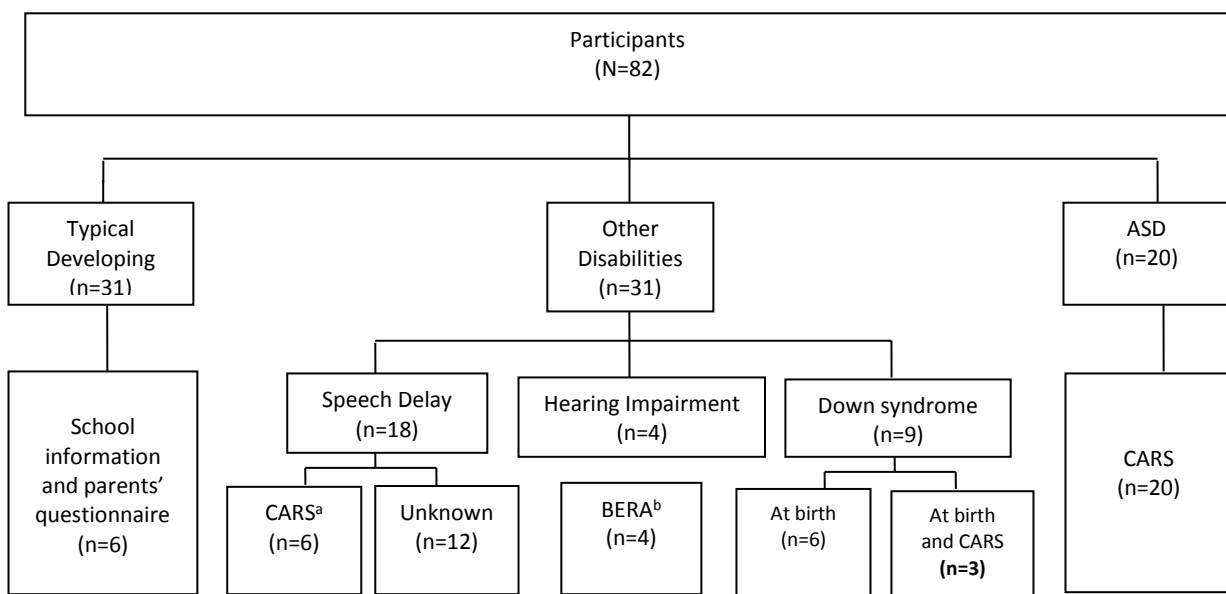 Participants
(N=82)
Typical
Developing
(n=31)
Other
Disabilities
(n=31)
ASD
(n=20)
School
information
and parents’
questionnaire
(n=6)
Speech Delay
(n=18)
Hearing Impairment
(n=4)
Down syndrome
(n=9)
CARS
(n=20)
CARSᵃ
(n=6)
Unknown
(n=12)
BERAᵇ
(n=4)
At birth
(n=6)
At birth
and CARS
(n=3)